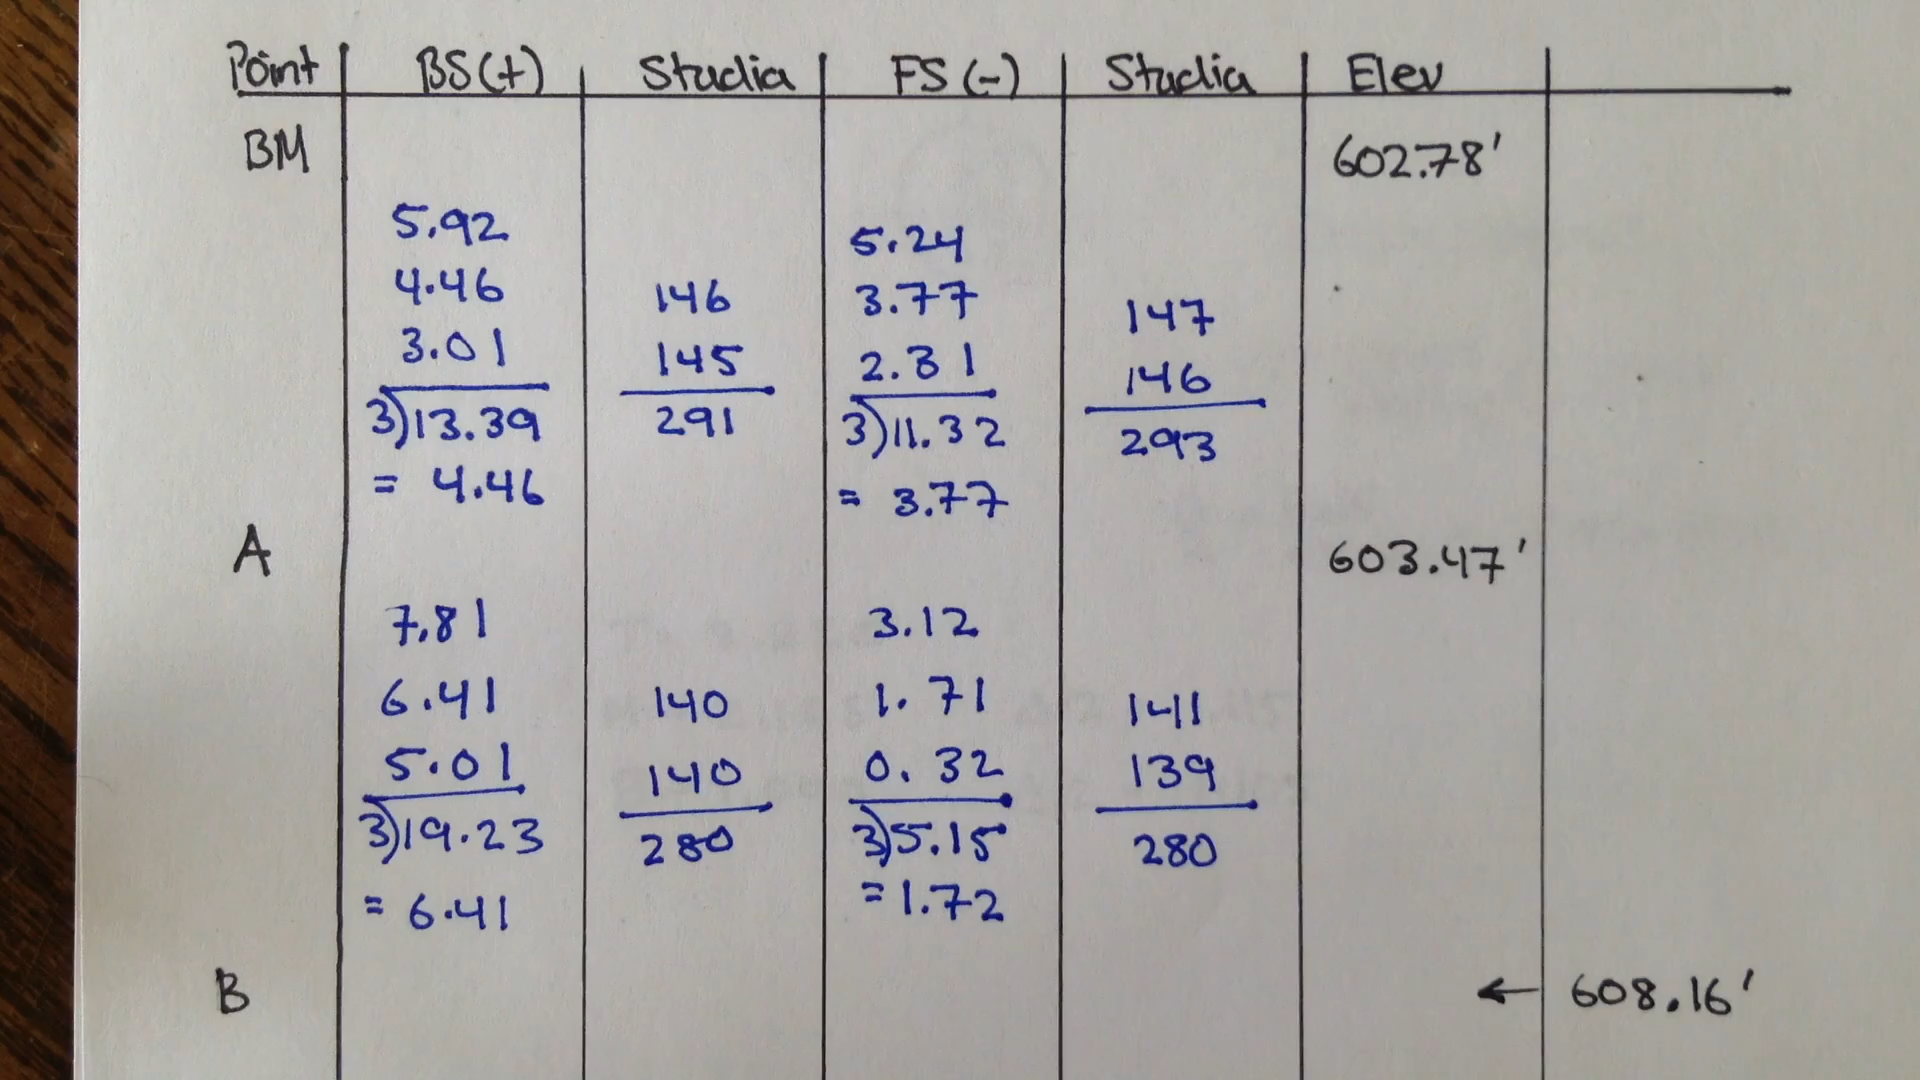 Point BS(+) Stadia FS(-) Stadia Elev
BM 602.78'
5.92 5.24
4.46 146 3.77 147
3.01 145 2.31 146
3)13.39 291 3)11.32 293
= 4.46 = 3.77
A 603.47'
7.81 3.12
6.41 140 1.71 141
5.01 140 0.32 139
3)19.23 280 3)5.15 280
= 6.41 = 1.72
B ← 608.16'